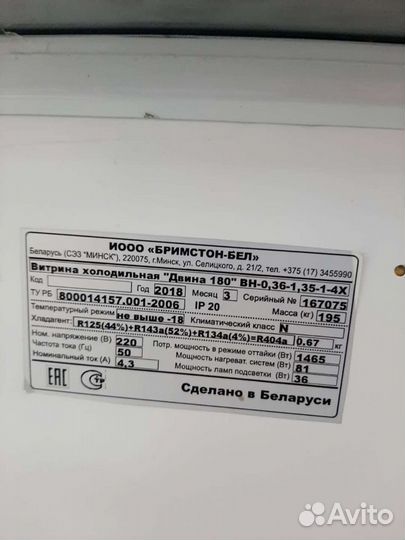 ИООО «БРИМСТОН-БЕЛ»
Беларусь (СЭЗ "МИНСК"), 220075, г.Минск, ул. Селицкого, д. 21/2, тел. +375 (17) 3455990
Витрина холодильная "Двина 180" ВН-0,36-1,35-1-4Х
Код Год 2018 Месяц 3 Серийный № 167075
ТУ РБ 800014157.001-2006 IP 20 Масса (кг) 195
Температурный режим не выше -18 Климатический класс N
Хладагент R125(44%)+R143a(52%)+R134a(4%)=R404a 0,67 кг
Ном. напряжение (В) 220 Потр. мощность в режиме оттайки (Вт) 1465
Частота тока (Гц) 50 Мощность нагреват. систем (Вт) 81
Номинальный ток (А) 4,3 Мощность ламп подсветки (Вт) 36
ЕАС Сделано в Беларуси
Avito